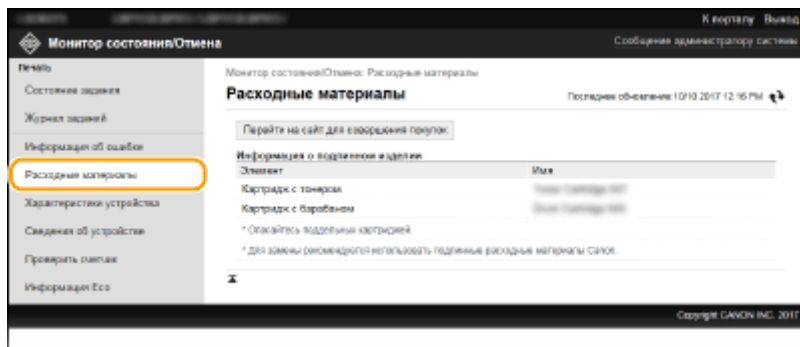 К порталу Выход
Монитор состояния/Отмена
Сообщение администратору системы
Печать
Состояние задания
Журнал заданий
Информация об ошибке
Расходные материалы
Характеристики устройства
Сведения об устройстве
Проверить счетчик
Информация Eco
Монитор состояния/Отмена: Расходные материалы
Расходные материалы
Последнее обновление: 10/10 2017 12:16 PM
Перейти на сайт для совершения покупок
Информация о подлинном изделии
Элемент Имя
Картридж с тонером
Картридж с барабаном
* Опасайтесь поддельных картриджей.
* Для замены рекомендуется использовать подлинные расходные материалы Canon.
Copyright CANON INC. 2017